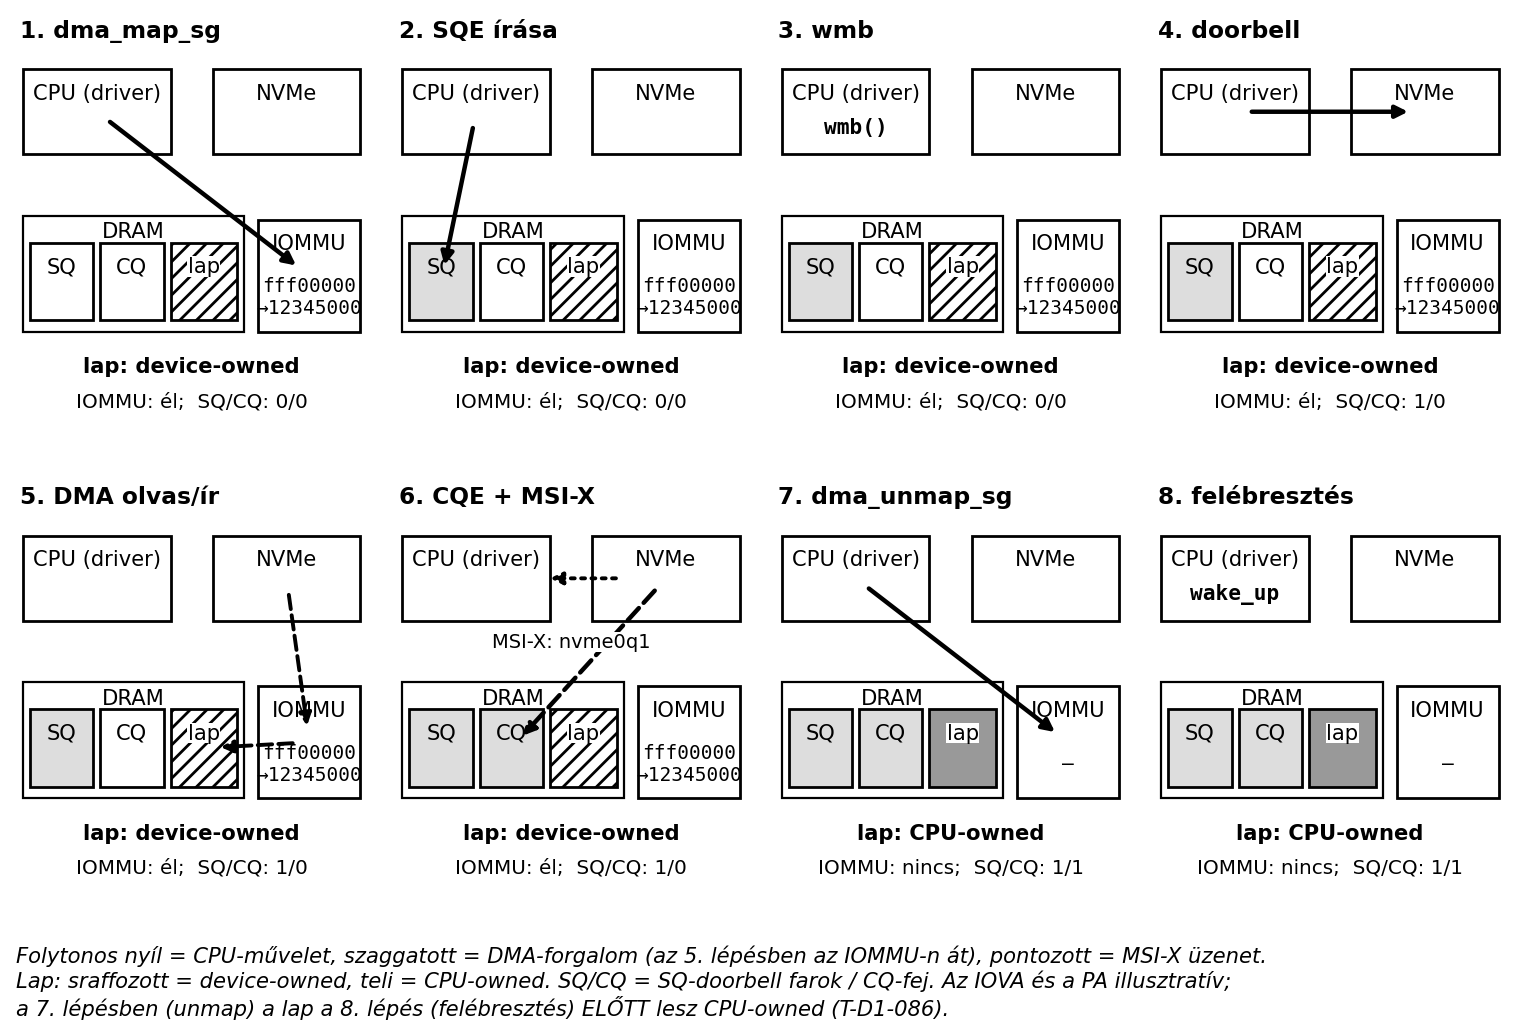 1. dma_map_sg
CPU (driver)
NVMe
DRAM
SQ
CQ
lap
IOMMU
fff00000
→12345000
lap: device-owned
IOMMU: él; SQ/CQ: 0/0
2. SQE írása
CPU (driver)
NVMe
DRAM
SQ
CQ
lap
IOMMU
fff00000
→12345000
lap: device-owned
IOMMU: él; SQ/CQ: 0/0
3. wmb
CPU (driver)
wmb()
NVMe
DRAM
SQ
CQ
lap
IOMMU
fff00000
→12345000
lap: device-owned
IOMMU: él; SQ/CQ: 0/0
4. doorbell
CPU (driver)
NVMe
DRAM
SQ
CQ
lap
IOMMU
fff00000
→12345000
lap: device-owned
IOMMU: él; SQ/CQ: 1/0
5. DMA olvas/ír
CPU (driver)
NVMe
DRAM
SQ
CQ
lap
IOMMU
fff00000
→12345000
lap: device-owned
IOMMU: él; SQ/CQ: 1/0
6. CQE + MSI-X
CPU (driver)
NVMe
MSI-X: nvme0q1
DRAM
SQ
CQ
lap
IOMMU
fff00000
→12345000
lap: device-owned
IOMMU: él; SQ/CQ: 1/0
7. dma_unmap_sg
CPU (driver)
NVMe
DRAM
SQ
CQ
lap
IOMMU
–
lap: CPU-owned
IOMMU: nincs; SQ/CQ: 1/1
8. felébresztés
CPU (driver)
wake_up
NVMe
DRAM
SQ
CQ
lap
IOMMU
–
lap: CPU-owned
IOMMU: nincs; SQ/CQ: 1/1
Folytonos nyíl = CPU-művelet, szaggatott = DMA-forgalom (az 5. lépésben az IOMMU-n át), pontozott = MSI-X üzenet.
Lap: sraffozott = device-owned, teli = CPU-owned. SQ/CQ = SQ-doorbell farok / CQ-fej. Az IOVA és a PA illusztratív;
a 7. lépésben (unmap) a lap a 8. lépés (felébresztés) ELŐTT lesz CPU-owned (T-D1-086).